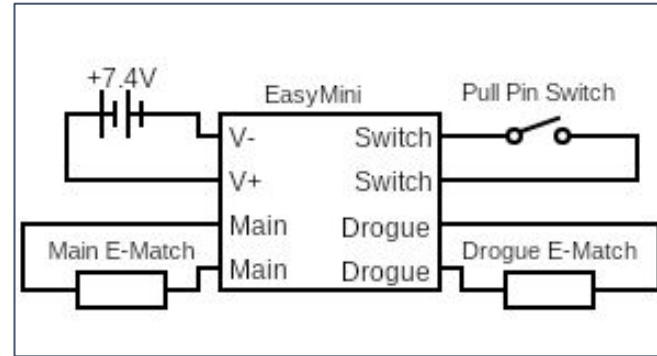 +7.4V
EasyMini
Pull Pin Switch
V- Switch
V+ Switch
Main Drogue
Main E-Match
Drogue E-Match
Main Drogue